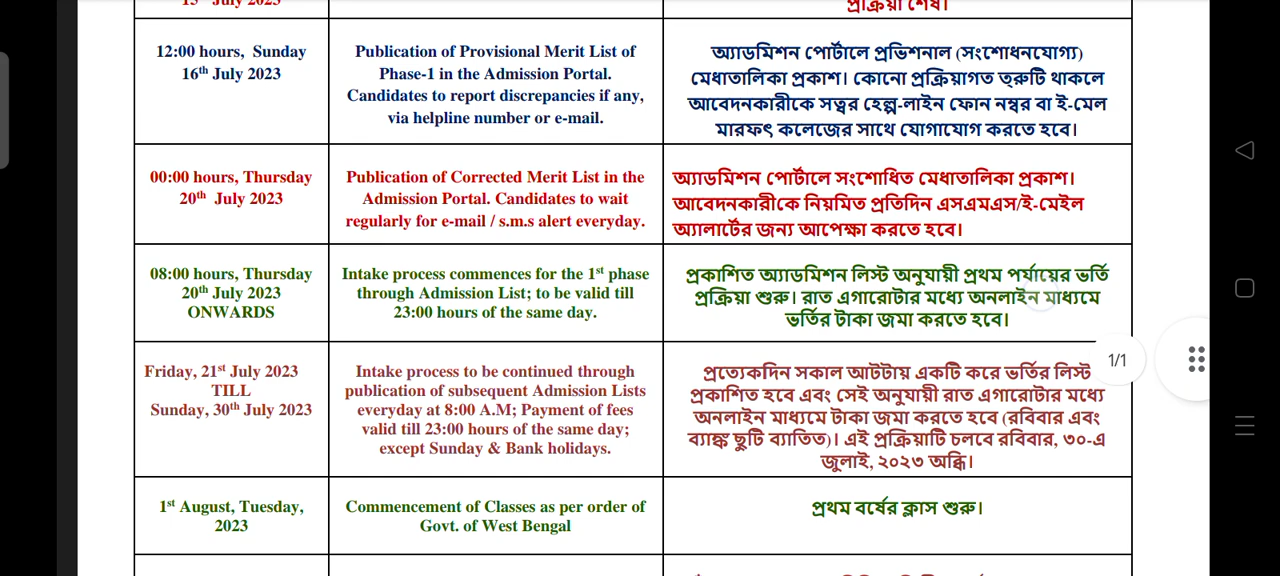 15th July 2023
প্রক্রিয়া শেষ।
12:00 hours, Sunday
16th July 2023
Publication of Provisional Merit List of
Phase-1 in the Admission Portal.
Candidates to report discrepancies if any,
via helpline number or e-mail.
অ্যাডমিশন পোর্টালে প্রভিশনাল (সংশোধনযোগ্য)
মেধাতালিকা প্রকাশ। কোনো প্রক্রিয়াগত ত্রুটি থাকলে
আবেদনকারীকে সত্বর হেল্প-লাইন ফোন নম্বর বা ই-মেল
মারফৎ কলেজের সাথে যোগাযোগ করতে হবে।
00:00 hours, Thursday
20th July 2023
Publication of Corrected Merit List in the
Admission Portal. Candidates to wait
regularly for e-mail / s.m.s alert everyday.
অ্যাডমিশন পোর্টালে সংশোধিত মেধাতালিকা প্রকাশ।
আবেদনকারীকে নিয়মিত প্রতিদিন এসএমএস/ই-মেইল
অ্যালার্টের জন্য আপেক্ষা করতে হবে।
08:00 hours, Thursday
20th July 2023
ONWARDS
Intake process commences for the 1st phase
through Admission List; to be valid till
23:00 hours of the same day.
প্রকাশিত অ্যাডমিশন লিস্ট অনুযায়ী প্রথম পর্যায়ের ভর্তি
প্রক্রিয়া শুরু। রাত এগারোটার মধ্যে অনলাইন মাধ্যমে
ভর্তির টাকা জমা করতে হবে।
1/1
Friday, 21st July 2023
TILL
Sunday, 30th July 2023
Intake process to be continued through
publication of subsequent Admission Lists
everyday at 8:00 A.M; Payment of fees
valid till 23:00 hours of the same day;
except Sunday & Bank holidays.
প্রত্যেকদিন সকাল আটটায় একটি করে ভর্তির লিস্ট
প্রকাশিত হবে এবং সেই অনুযায়ী রাত এগারোটার মধ্যে
অনলাইন মাধ্যমে টাকা জমা করতে হবে (রবিবার এবং
ব্যাঙ্ক ছুটি ব্যাতিত)। এই প্রক্রিয়াটি চলবে রবিবার, ৩০-এ
জুলাই, ২০২৩ অব্ধি।
1st August, Tuesday,
2023
Commencement of Classes as per order of
Govt. of West Bengal
প্রথম বর্ষের ক্লাস শুরু।